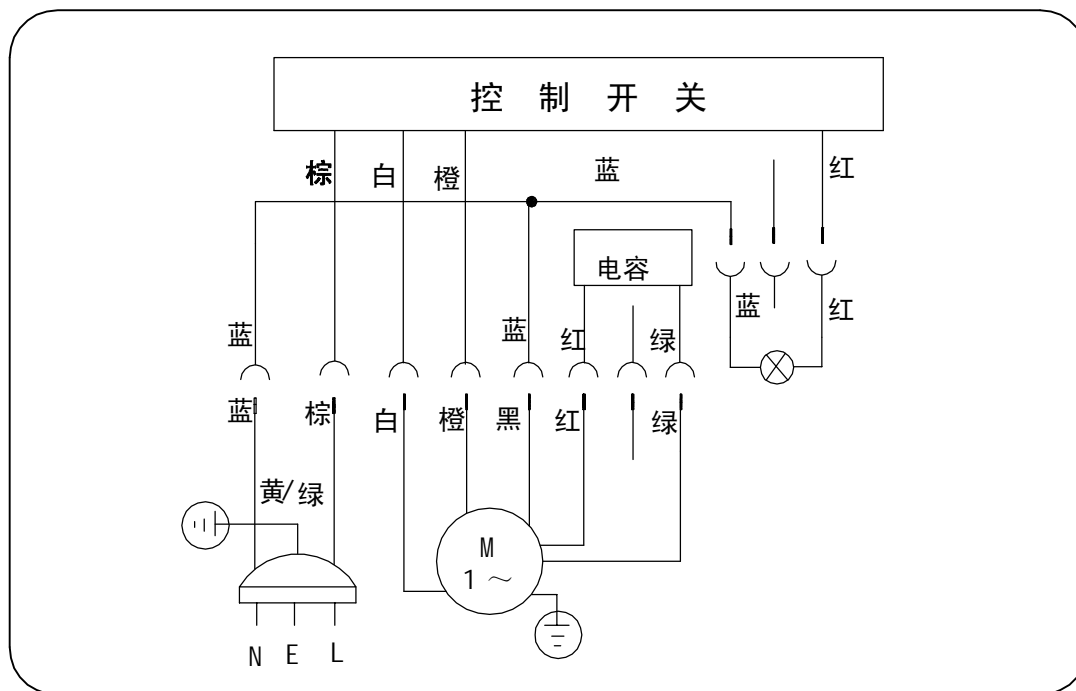 控制开关
棕 白 橙 蓝 红
电容
蓝 蓝 红 绿 蓝 红
蓝 棕 白 橙 黑 红 绿
黄/绿
M
1～
N E L